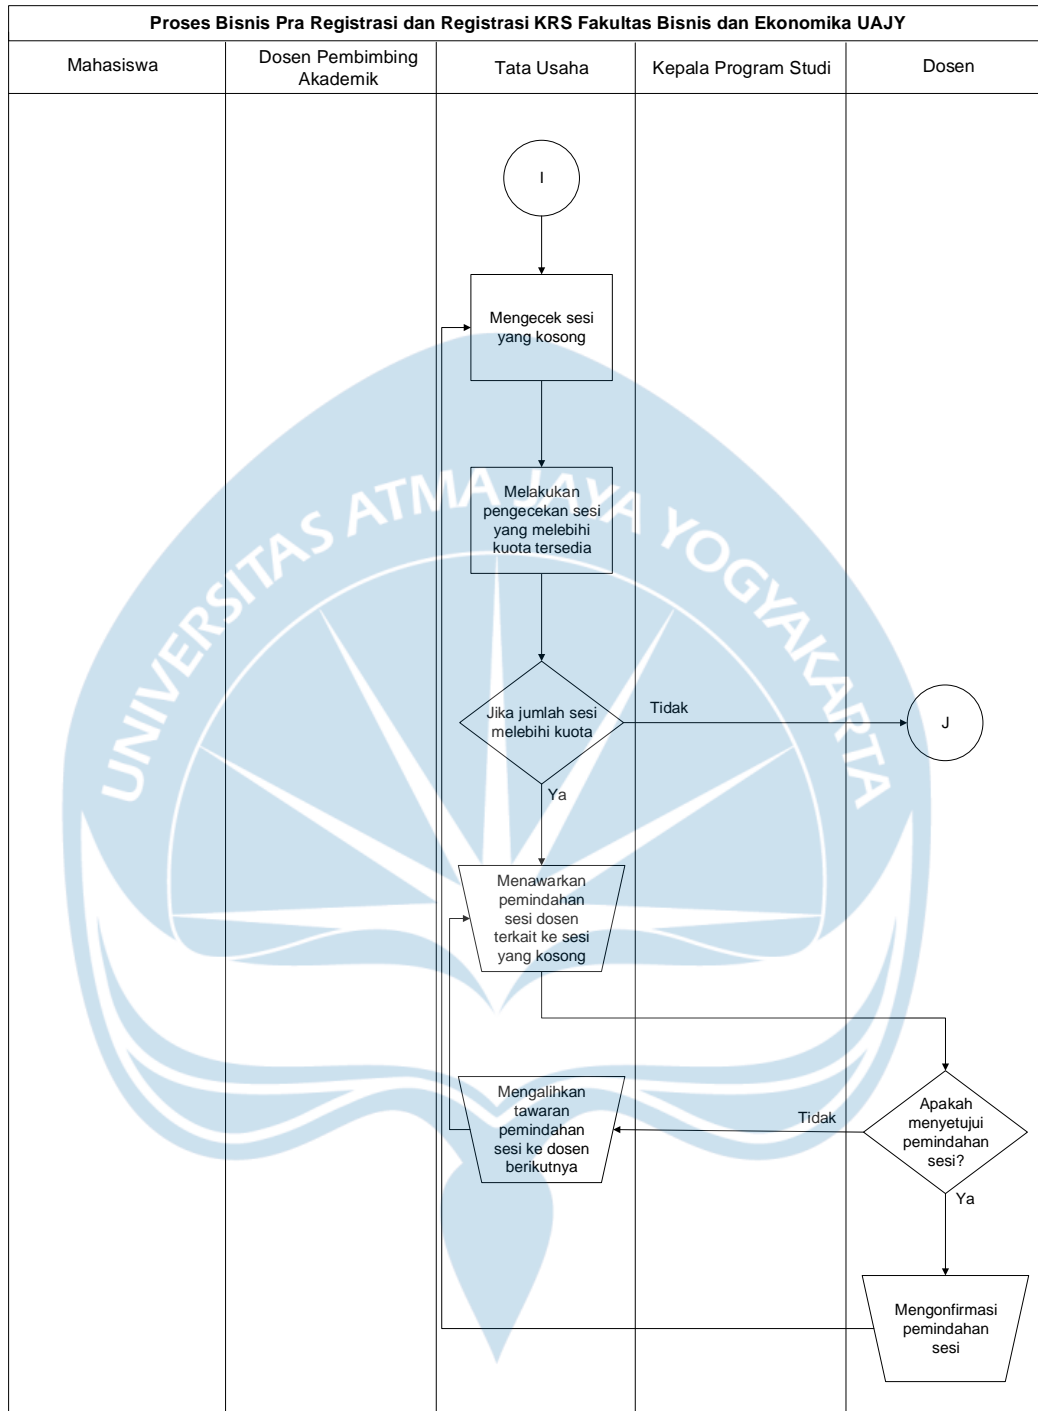 Proses Bisnis Pra Registrasi dan Registrasi KRS Fakultas Bisnis dan Ekonomika UAJY
Mahasiswa
Dosen Pembimbing
Akademik
Tata Usaha
Kepala Program Studi
Dosen
I
Mengecek sesi
yang kosong
Melakukan
pengecekan sesi
yang melebihi
kuota tersedia
UNIVERSITAS ATMA JAYA YOGYAKARTA
Jika jumlah sesi
melebihi kuota
Tidak
J
Ya
Menawarkan
pemindahan
sesi dosen
terkait ke sesi
yang kosong
Apakah
menyetujui
pemindahan
sesi?
Tidak
Mengalihkan
tawaran
pemindahan
sesi ke dosen
berikutnya
Ya
Mengonfirmasi
pemindahan
sesi